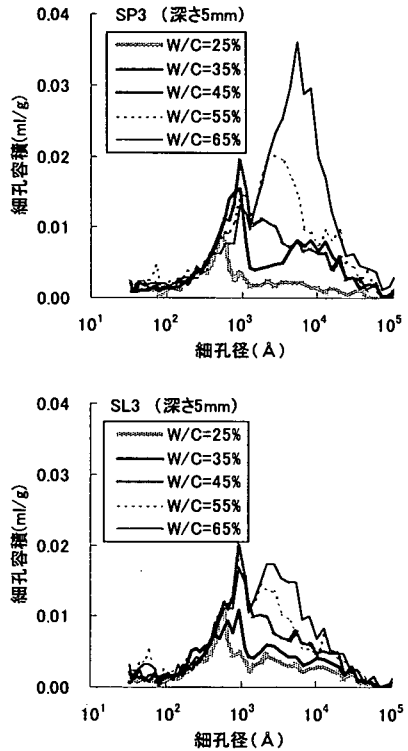 SP3 (深さ5mm)
W/C=25%
W/C=35%
W/C=45%
W/C=55%
W/C=65%
細孔容積(ml/g)
0.04
0.03
0.02
0.01
0.00
10¹ 10² 10³ 10⁴ 10⁵
細孔径(Å)
SL3 (深さ5mm)
W/C=25%
W/C=35%
W/C=45%
W/C=55%
W/C=65%
細孔容積(ml/g)
0.04
0.03
0.02
0.01
0.00
10¹ 10² 10³ 10⁴ 10⁵
細孔径(Å)